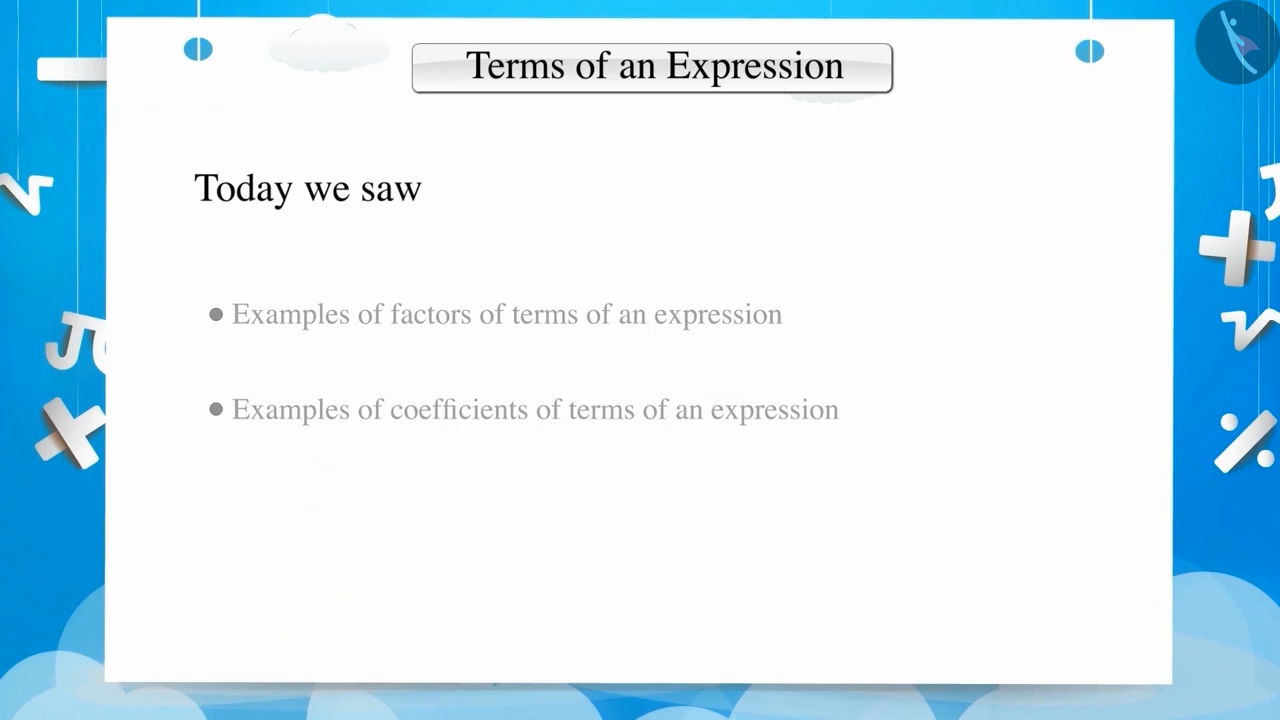 Terms of an Expression
Today we saw
• Examples of factors of terms of an expression
• Examples of coefficients of terms of an expression